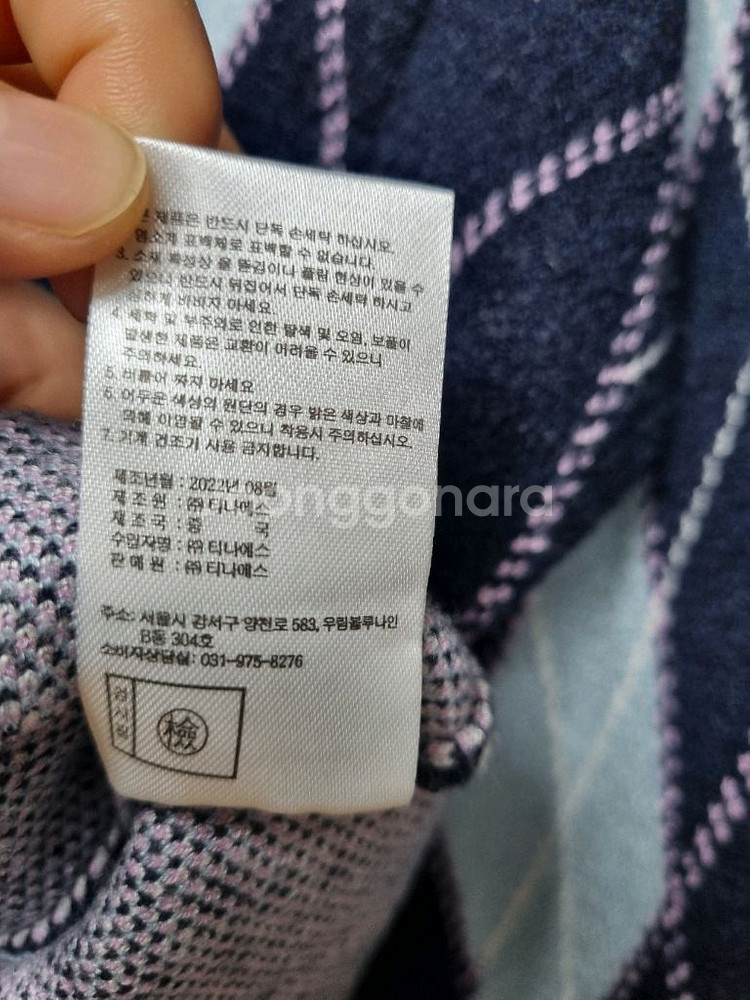 제품은 반드시 단독 손세탁 하십시오.
염소계 표백제로 표백할 수 없습니다.
3. 소재 특성상 올 뜯김이나 풀림 현상이 있을 수
있으니 반드시 뒤집어서 단독 손세탁 하시고
바비지 마세요.
4. 세탁 및 부주의로 인한 탈색 및 오염, 보풀이
발생한 제품은 교환이 어려울 수 있으니
주의하세요.
5. 비틀어 짜지 마세요
6. 어두운 색상의 원단의 경우 밝은 색상과 마찰에
의해 이염될 수 있으니 착용시 주의하십시오.
7. 기계 건조기 사용 금지합니다.
제조년월 : 2022년 08월
제 조 원 : ㈜티나에스
제 조 국 : 중 국
수입자명 : ㈜ 티나에스
판 매 원 : ㈜ 티나에스
주소: 서울시 강서구 양천로 583, 우림블루나인
B동 304호
소비자상담실: 031-975-8276
檢
onggonara